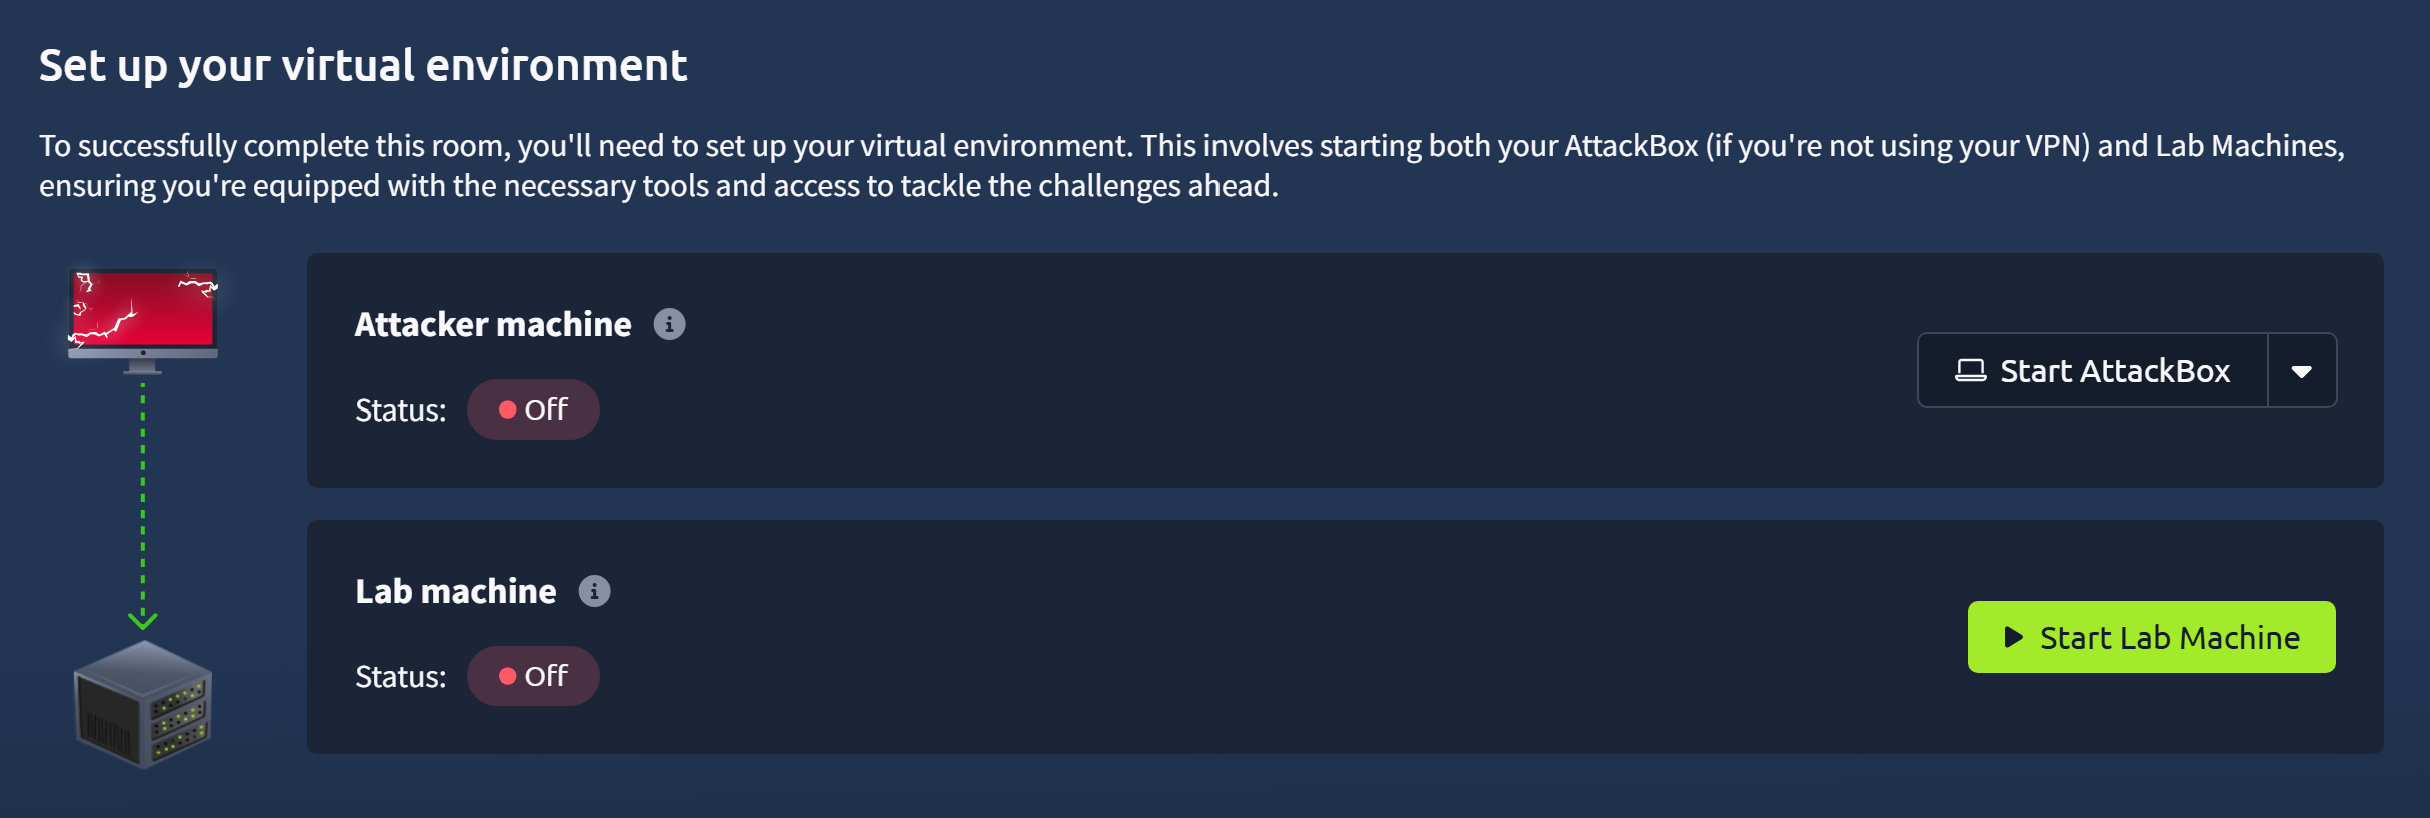 Set up your virtual environment
To successfully complete this room, you'll need to set up your virtual environment. This involves starting both your AttackBox (if you're not using your VPN) and Lab Machines,
ensuring you're equipped with the necessary tools and access to tackle the challenges ahead.
Attacker machine
Status: Off
Start AttackBox
Lab machine
Status: Off
Start Lab Machine